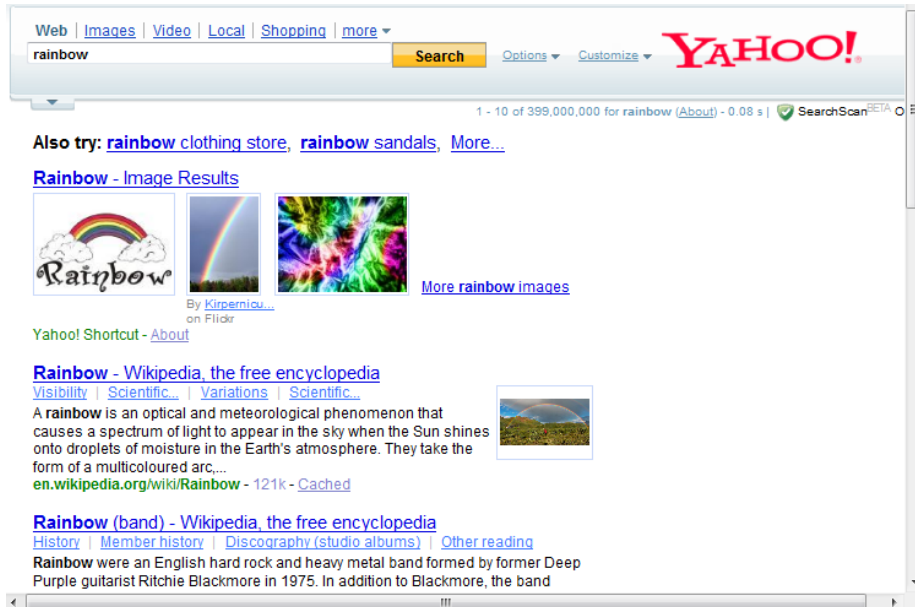 Web | Images | Video | Local | Shopping | more
rainbow
Search
Options
Customize
YAHOO!
1 - 10 of 399,000,000 for rainbow (About) - 0.08 s | SearchScan BETA O
Also try: rainbow clothing store, rainbow sandals, More...
Rainbow - Image Results
Rainbow
More rainbow images
By Kirpernicu...
on Flickr
Yahoo! Shortcut - About
Rainbow - Wikipedia, the free encyclopedia
Visibility | Scientific... | Variations | Scientific...
A rainbow is an optical and meteorological phenomenon that
causes a spectrum of light to appear in the sky when the Sun shines
onto droplets of moisture in the Earth's atmosphere. They take the
form of a multicoloured arc,...
en.wikipedia.org/wiki/Rainbow - 121k - Cached
Rainbow (band) - Wikipedia, the free encyclopedia
History | Member history | Discography (studio albums) | Other reading
Rainbow were an English hard rock and heavy metal band formed by former Deep
Purple guitarist Ritchie Blackmore in 1975. In addition to Blackmore, the band